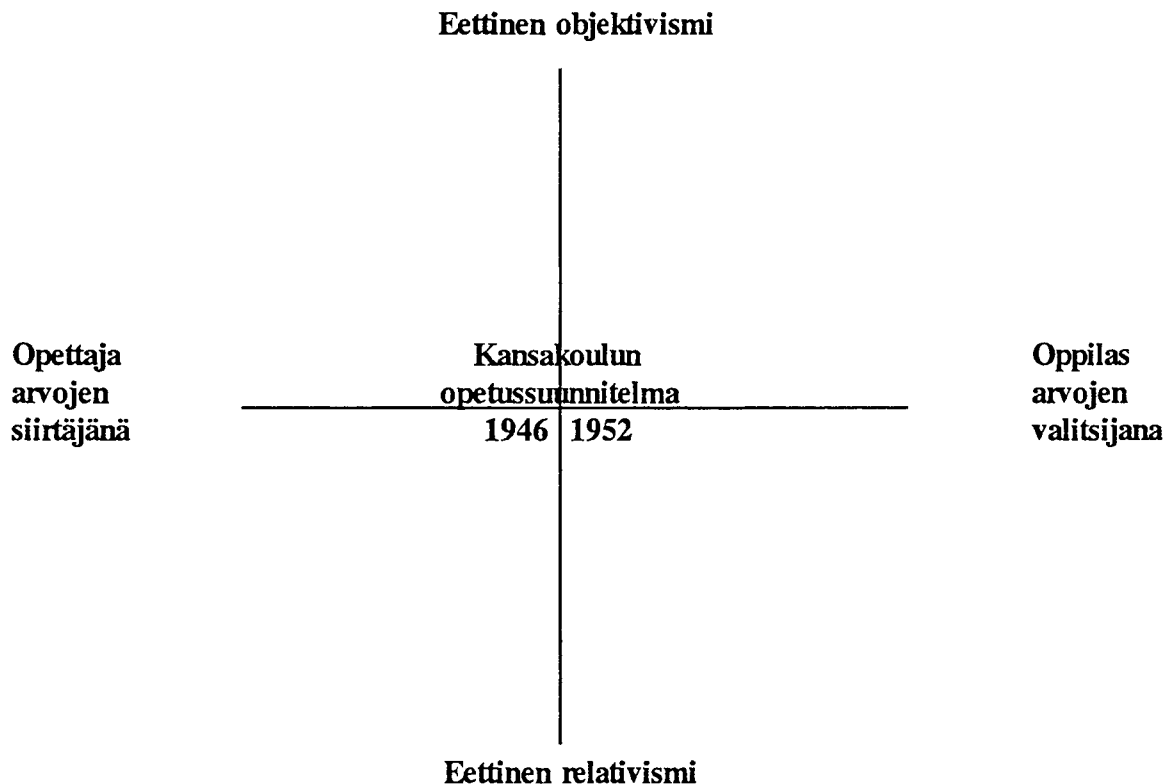 Eettinen objektivismi
Opettaja
arvojen
siirtäjänä
Kansakoulun
opetussuunnitelma
1946 1952
Oppilas
arvojen
valitsijana
Eettinen relativismi